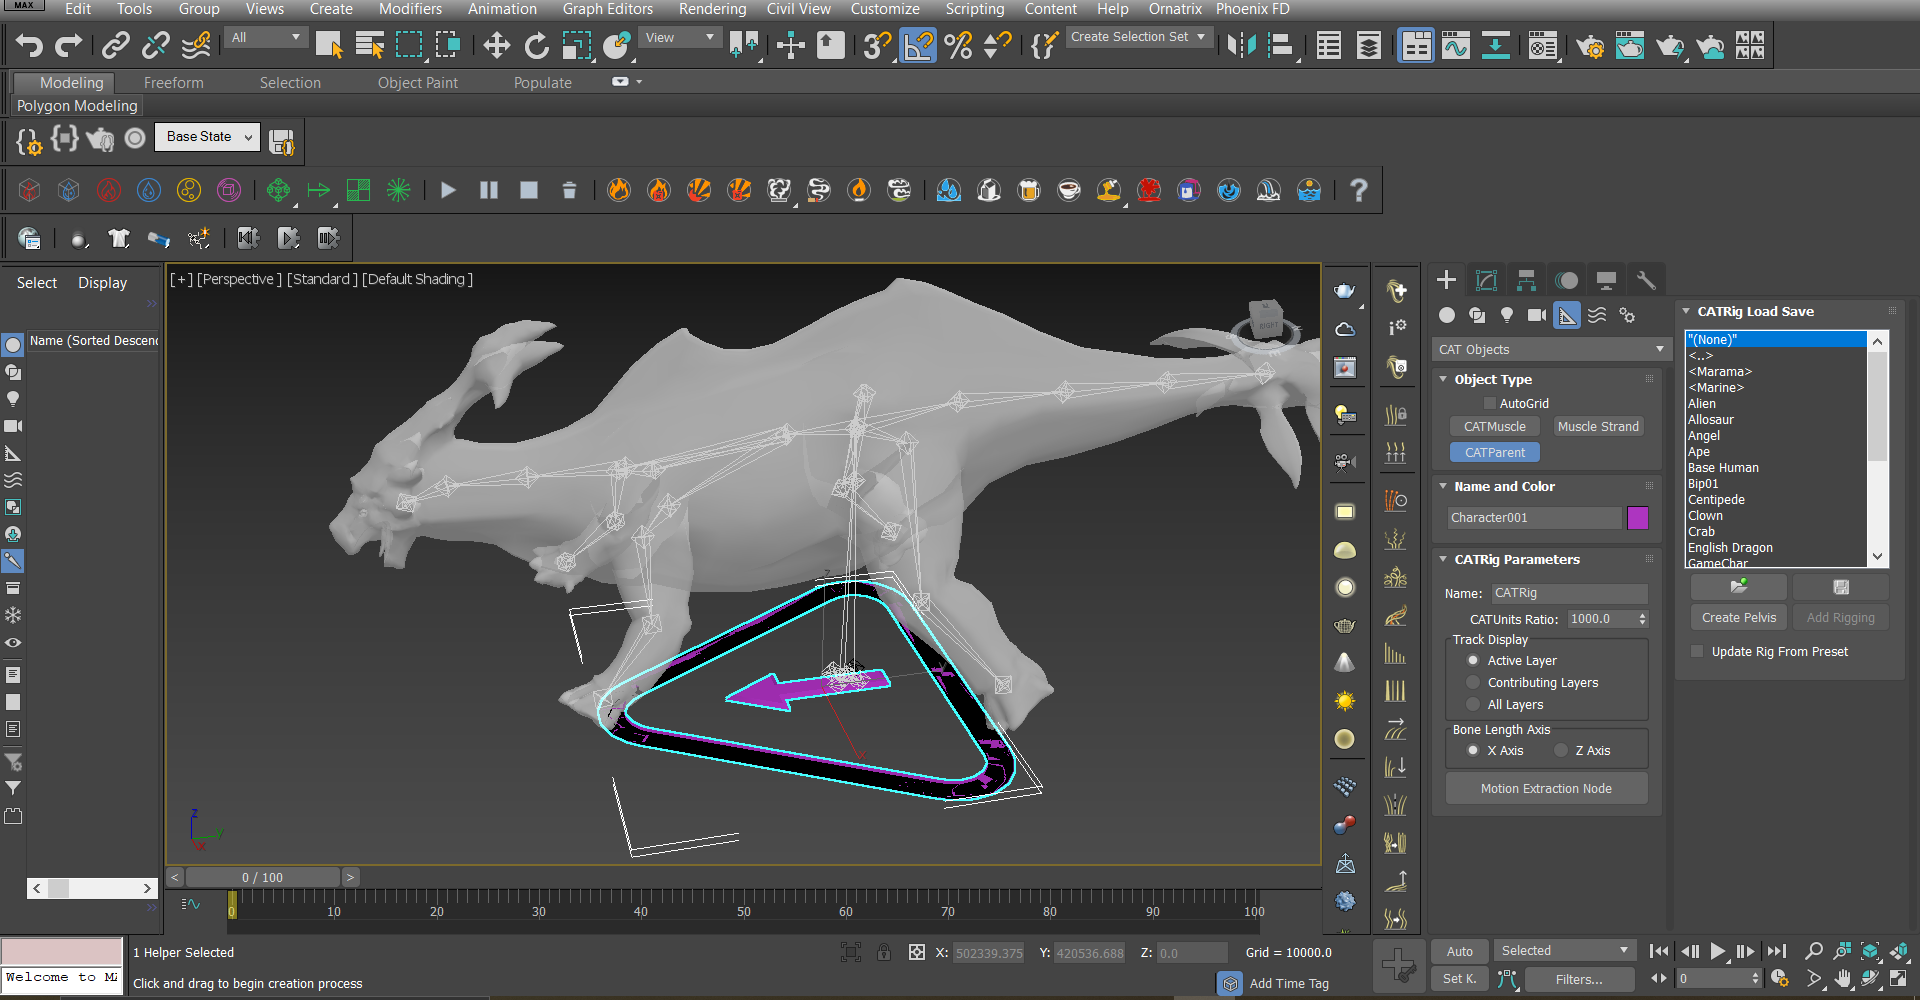 MAX
Edit Tools Group Views Create Modifiers Animation Graph Editors Rendering Civil View Customize Scripting Content Help Ornatrix Phoenix FD
All
View
Create Selection Set
Modeling Freeform Selection Object Paint Populate
Polygon Modeling
Base State
Select Display
Name (Sorted Descend
[+] [Perspective ] [Standard ] [Default Shading ]
RIGHT
CAT Objects
Object Type
AutoGrid
CATMuscle Muscle Strand
CATParent
Name and Color
Character001
CATRig Parameters
Name: CATRig
CATUnits Ratio: 1000.0
Track Display
Active Layer
Contributing Layers
All Layers
Bone Length Axis
X Axis Z Axis
Motion Extraction Node
CATRig Load Save
"(None)"
<..>
<Marama>
<Marine>
Alien
Allosaur
Angel
Ape
Base Human
Bip01
Centipede
Clown
Crab
English Dragon
GameChar
Create Pelvis Add Rigging
Update Rig From Preset
z
y
x
< 0 / 100 >
0 10 20 30 40 50 60 70 80 90 100
1 Helper Selected
X: 502339.375 Y: 420536.688 Z: 0.0 Grid = 10000.0
Auto Selected
Welcome to MA
Click and drag to begin creation process
Add Time Tag
Set K. Filters...
0